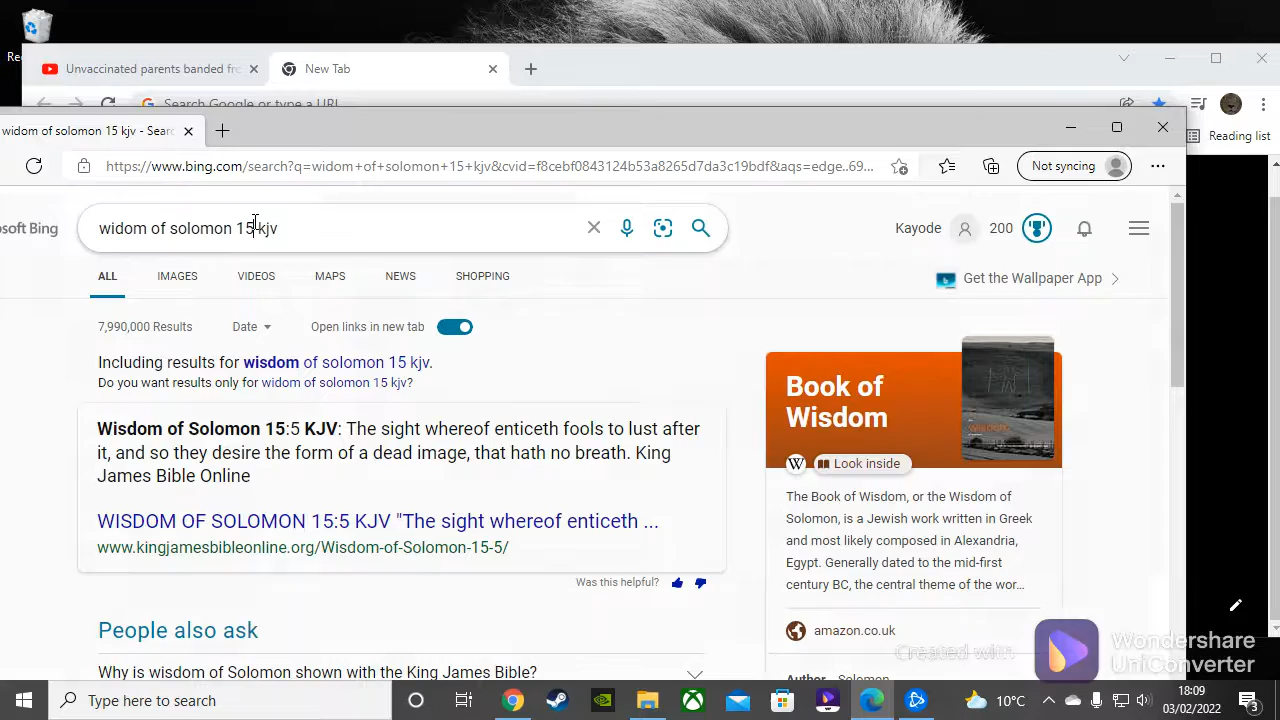 Re
Unvaccinated parents banded fr
New Tab
Search Google or type a URL
Reading list
widom of solomon 15 kjv - Searc
https://www.bing.com/search?q=widom+of+solomon+15+kjv&cvid=f8cebf0843124b53a8265d7da3c19bdf&aqs=edge..69...
Not syncing
osoft Bing
widom of solomon 15 kjv
Kayode
200
ALL
IMAGES
VIDEOS
MAPS
NEWS
SHOPPING
Get the Wallpaper App
7,990,000 Results
Date
Open links in new tab
Including results for wisdom of solomon 15 kjv.
Do you want results only for widom of solomon 15 kjv?
Wisdom of Solomon 15:5 KJV: The sight whereof enticeth fools to lust after
it, and so they desire the form of a dead image, that hath no breath. King
James Bible Online
WISDOM OF SOLOMON 15:5 KJV "The sight whereof enticeth ...
www.kingjamesbibleonline.org/Wisdom-of-Solomon-15-5/
Was this helpful?
People also ask
Why is wisdom of Solomon shown with the King James Bible?
Book of
Wisdom
W
Look inside
The Book of Wisdom, or the Wisdom of
Solomon, is a Jewish work written in Greek
and most likely composed in Alexandria,
Egypt. Generally dated to the mid-first
century BC, the central theme of the wor...
amazon.co.uk
Author Solomon
Created with
Wondershare
UniConverter
Type here to search
10°C
18:09
03/02/2022
3